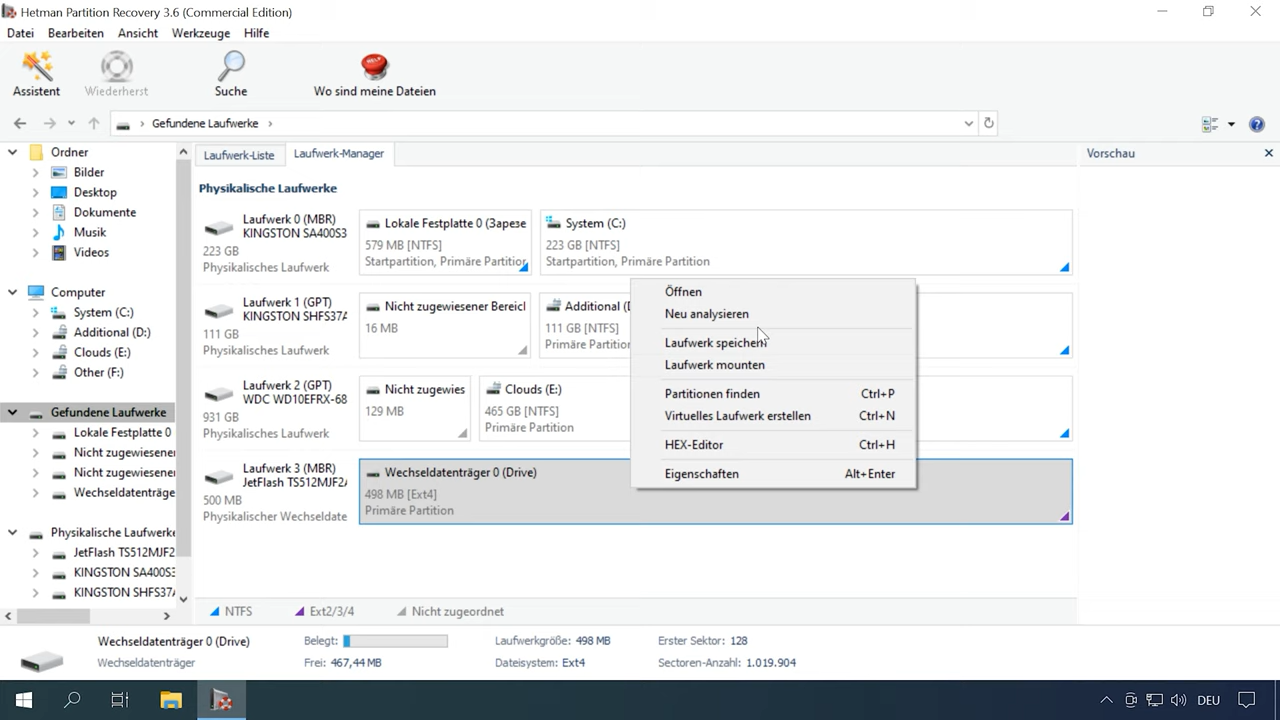 Hetman Partition Recovery 3.6 (Commercial Edition)
Datei Bearbeiten Ansicht Werkzeuge Hilfe
Assistent Wiederherst Suche Wo sind meine Dateien
Gefundene Laufwerke
Ordner
Bilder
Desktop
Dokumente
Musik
Videos
Computer
System (C:)
Additional (D:)
Clouds (E:)
Other (F:)
Gefundene Laufwerke
Lokale Festplatte 0
Nicht zugewiesene
Nicht zugewiesene
Wechseldatenträge
Physikalische Laufwerke
JetFlash TS512MJF2
KINGSTON SA400S3
KINGSTON SHFS37A
Laufwerk-Liste Laufwerk-Manager
Physikalische Laufwerke
Laufwerk 0 (MBR)
KINGSTON SA400S3
223 GB
Physikalisches Laufwerk
Lokale Festplatte 0 (Зарезе
579 MB [NTFS]
Startpartition, Primäre Partition
System (C:)
223 GB [NTFS]
Startpartition, Primäre Partition
Laufwerk 1 (GPT)
KINGSTON SHFS37A
111 GB
Physikalisches Laufwerk
Nicht zugewiesener Bereicl
16 MB
Additional (D
111 GB [NTFS]
Primäre Partition
Laufwerk 2 (GPT)
WDC WD10EFRX-68
931 GB
Physikalisches Laufwerk
Nicht zugewies
129 MB
Clouds (E:)
465 GB [NTFS]
Primäre Partition
Laufwerk 3 (MBR)
JetFlash TS512MJF2A
500 MB
Physikalischer Wechseldate
Wechseldatenträger 0 (Drive)
498 MB [Ext4]
Primäre Partition
Öffnen
Neu analysieren
Laufwerk speichern
Laufwerk mounten
Partitionen finden Ctrl+P
Virtuelles Laufwerk erstellen Ctrl+N
HEX-Editor Ctrl+H
Eigenschaften Alt+Enter
Vorschau
NTFS Ext2/3/4 Nicht zugeordnet
Wechseldatenträger 0 (Drive)
Wechseldatenträger
Belegt:
Frei: 467,44 MB
Laufwerkgröße: 498 MB
Dateisystem: Ext4
Erster Sektor: 128
Sectoren-Anzahl: 1.019.904
DEU